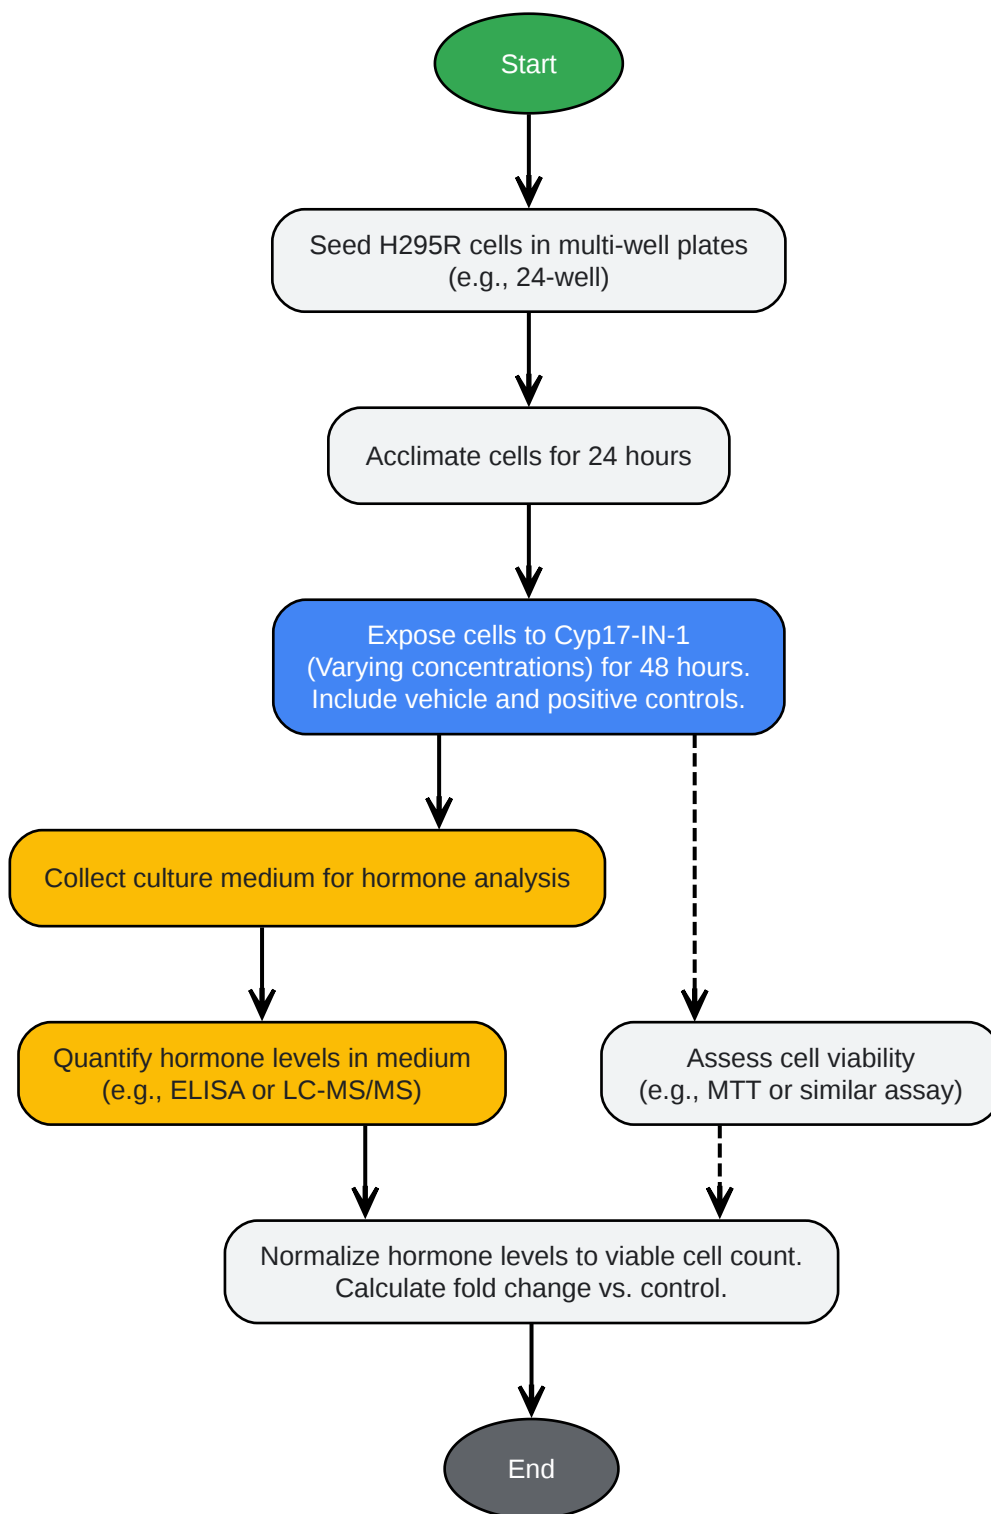 Start
Seed H295R cells in multi-well plates
(e.g., 24-well)
Acclimate cells for 24 hours
Expose cells to Cyp17-IN-1
(Varying concentrations) for 48 hours.
Include vehicle and positive controls.
Collect culture medium for hormone analysis
Quantify hormone levels in medium
(e.g., ELISA or LC-MS/MS)
Assess cell viability
(e.g., MTT or similar assay)
Normalize hormone levels to viable cell count.
Calculate fold change vs. control.
End